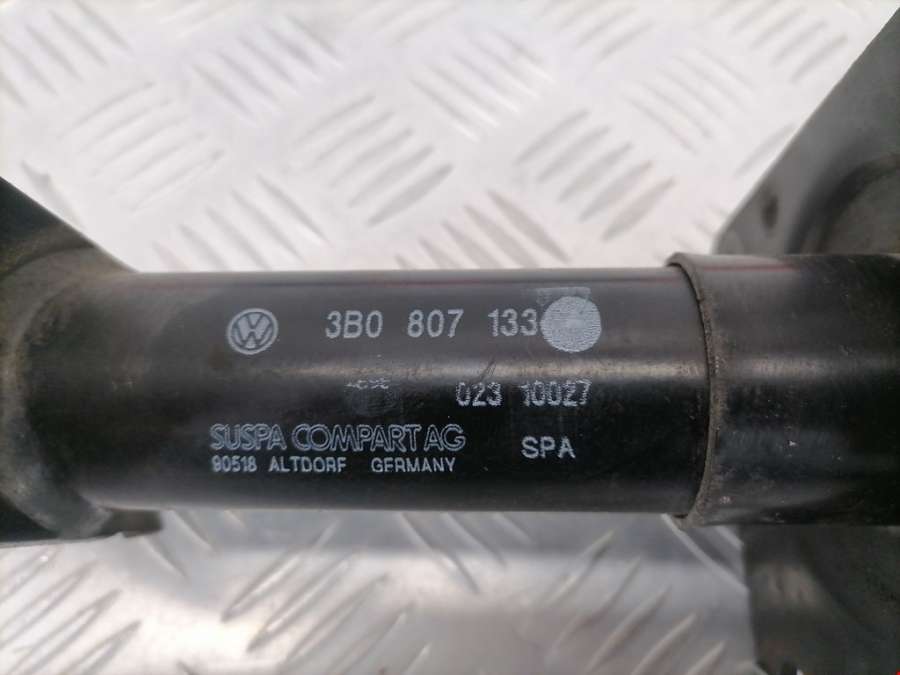 3B0 807 133
023 10027
SUSPA COMPART AG SPA
90518 ALTDORF GERMANY